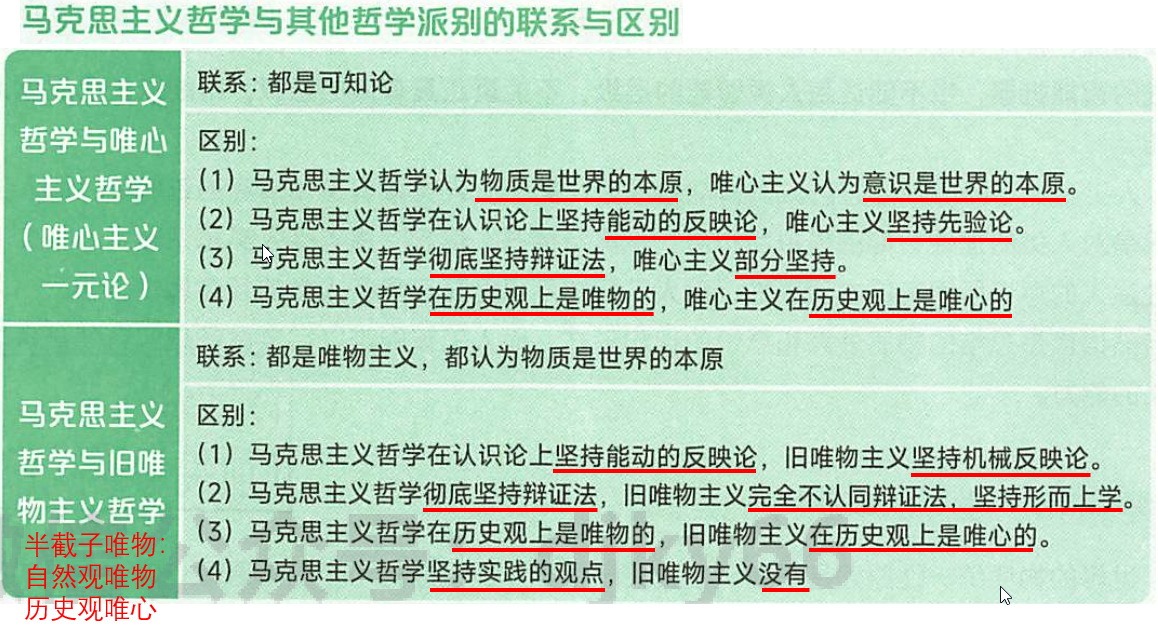 马克思主义哲学与其他哲学派别的联系与区别
马克思主义
哲学与唯心
主义哲学
（唯心主义
一元论）
联系：都是可知论
区别：
（1）马克思主义哲学认为物质是世界的本原，唯心主义认为意识是世界的本原。
（2）马克思主义哲学在认识论上坚持能动的反映论，唯心主义坚持先验论。
（3）马克思主义哲学彻底坚持辩证法，唯心主义部分坚持。
（4）马克思主义哲学在历史观上是唯物的，唯心主义在历史观上是唯心的
马克思主义
哲学与旧唯
物主义哲学
半截子唯物：
自然观唯物
历史观唯心
联系：都是唯物主义，都认为物质是世界的本原
区别：
（1）马克思主义哲学在认识论上坚持能动的反映论，旧唯物主义坚持机械反映论。
（2）马克思主义哲学彻底坚持辩证法，旧唯物主义完全不认同辩证法，坚持形而上学。
（3）马克思主义哲学在历史观上是唯物的，旧唯物主义在历史观上是唯心的。
（4）马克思主义哲学坚持实践的观点，旧唯物主义没有